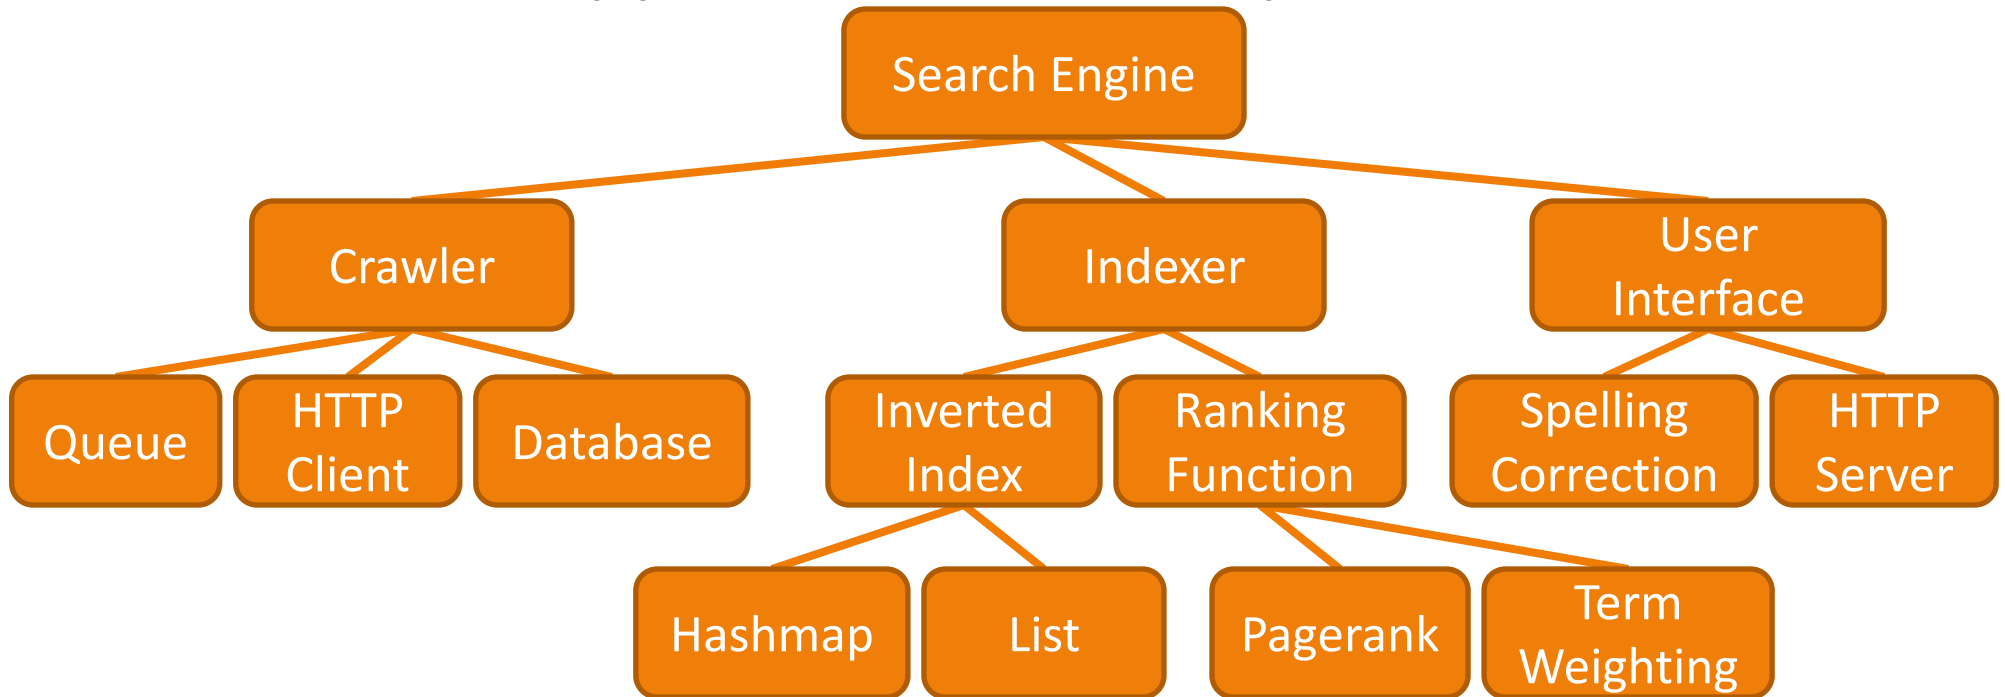 Search Engine
Crawler
Indexer
User
Interface
Queue
HTTP
Client
Database
Inverted
Index
Ranking
Function
Spelling
Correction
HTTP
Server
Hashmap
List
Pagerank
Term
Weighting